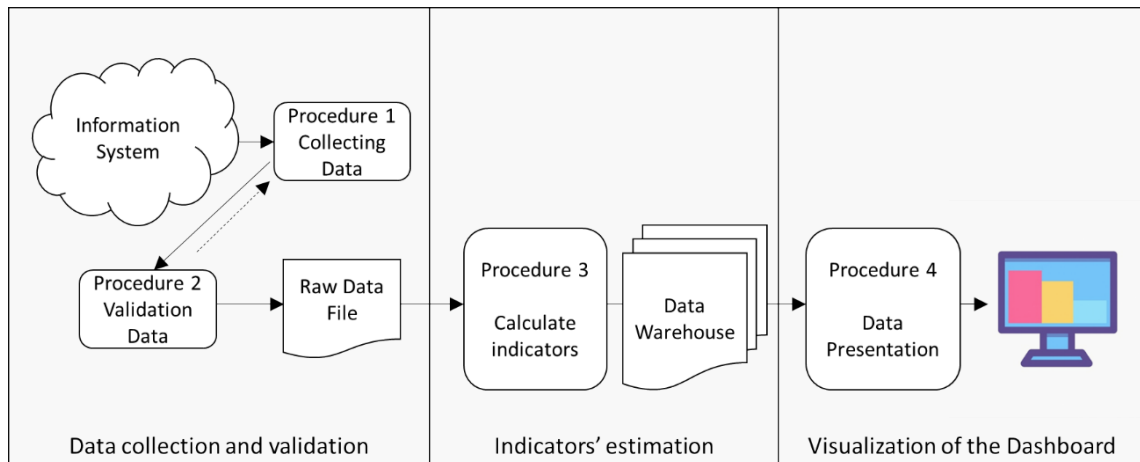 Information
System
Procedure 1
Collecting
Data
Procedure 2
Validation
Data
Raw Data
File
Procedure 3
Calculate
indicators
Data
Warehouse
Procedure 4
Data
Presentation
Data collection and validation
Indicators’ estimation
Visualization of the Dashboard